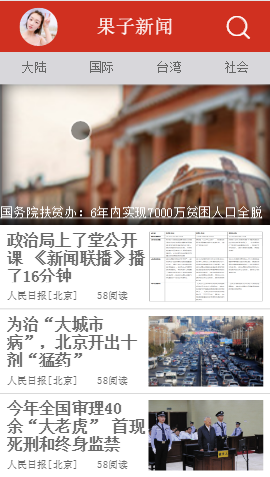 果子新闻
大陆 国际 台湾 社会
国务院扶贫办：6年内实现7000万贫困人口全脱
政治局上了堂公开
课 《新闻联播》播
了16分钟
人民日报[北京] 58阅读
为治“大城市
病”，北京开出十
剂“猛药”
人民日报[北京] 58阅读
今年全国审理40
余“大老虎” 首现
死刑和终身监禁
人民日报[北京] 58阅读